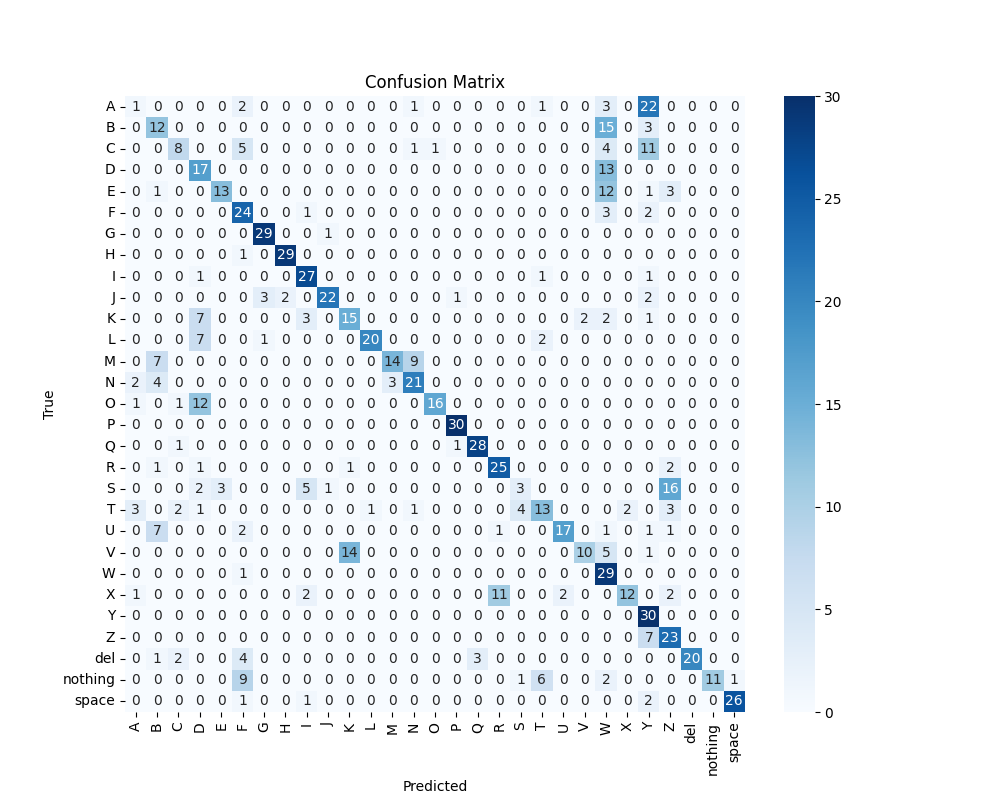 Confusion Matrix
A 1 0 0 0 0 2 0 0 0 0 0 0 0 1 0 0 0 0 0 1 0 0 3 0 22 0 0 0 0
B 0 12 0 0 0 0 0 0 0 0 0 0 0 0 0 0 0 0 0 0 0 0 15 0 3 0 0 0 0
C 0 0 8 0 0 5 0 0 0 0 0 0 0 1 1 0 0 0 0 0 0 0 4 0 11 0 0 0 0
D 0 0 0 17 0 0 0 0 0 0 0 0 0 0 0 0 0 0 0 0 0 0 13 0 0 0 0 0 0
E 0 1 0 0 13 0 0 0 0 0 0 0 0 0 0 0 0 0 0 0 0 0 12 0 1 3 0 0 0
F 0 0 0 0 0 24 0 0 1 0 0 0 0 0 0 0 0 0 0 0 0 0 3 0 2 0 0 0 0
G 0 0 0 0 0 0 29 0 0 1 0 0 0 0 0 0 0 0 0 0 0 0 0 0 0 0 0 0 0
H 0 0 0 0 0 1 0 29 0 0 0 0 0 0 0 0 0 0 0 0 0 0 0 0 0 0 0 0 0
I 0 0 0 1 0 0 0 0 27 0 0 0 0 0 0 0 0 0 0 1 0 0 0 0 1 0 0 0 0
J 0 0 0 0 0 0 3 2 0 22 0 0 0 0 0 1 0 0 0 0 0 0 0 0 2 0 0 0 0
K 0 0 0 7 0 0 0 0 3 0 15 0 0 0 0 0 0 0 0 0 0 2 2 0 1 0 0 0 0
L 0 0 0 7 0 0 1 0 0 0 0 20 0 0 0 0 0 0 0 2 0 0 0 0 0 0 0 0 0
M 0 7 0 0 0 0 0 0 0 0 0 0 14 9 0 0 0 0 0 0 0 0 0 0 0 0 0 0 0
N 2 4 0 0 0 0 0 0 0 0 0 0 3 21 0 0 0 0 0 0 0 0 0 0 0 0 0 0 0
O 1 0 1 12 0 0 0 0 0 0 0 0 0 0 16 0 0 0 0 0 0 0 0 0 0 0 0 0 0
P 0 0 0 0 0 0 0 0 0 0 0 0 0 0 0 30 0 0 0 0 0 0 0 0 0 0 0 0 0
Q 0 0 1 0 0 0 0 0 0 0 0 0 0 0 0 1 28 0 0 0 0 0 0 0 0 0 0 0 0
R 0 1 0 1 0 0 0 0 0 0 1 0 0 0 0 0 0 25 0 0 0 0 0 0 0 2 0 0 0
S 0 0 0 2 3 0 0 0 5 1 0 0 0 0 0 0 0 0 3 0 0 0 0 0 0 16 0 0 0
T 3 0 2 1 0 0 0 0 0 0 0 1 0 1 0 0 0 0 4 13 0 0 0 2 0 3 0 0 0
U 0 7 0 0 0 2 0 0 0 0 0 0 0 0 0 0 0 1 0 0 17 0 1 0 1 1 0 0 0
V 0 0 0 0 0 0 0 0 0 0 14 0 0 0 0 0 0 0 0 0 0 10 5 0 1 0 0 0 0
W 0 0 0 0 0 1 0 0 0 0 0 0 0 0 0 0 0 0 0 0 0 0 29 0 0 0 0 0 0
X 1 0 0 0 0 0 0 0 2 0 0 0 0 0 0 0 0 11 0 0 2 0 0 12 0 2 0 0 0
Y 0 0 0 0 0 0 0 0 0 0 0 0 0 0 0 0 0 0 0 0 0 0 0 0 30 0 0 0 0
Z 0 0 0 0 0 0 0 0 0 0 0 0 0 0 0 0 0 0 0 0 0 0 0 0 7 23 0 0 0
del 0 1 2 0 0 4 0 0 0 0 0 0 0 0 0 0 3 0 0 0 0 0 0 0 0 0 20 0 0
nothing 0 0 0 0 0 9 0 0 0 0 0 0 0 0 0 0 0 0 1 6 0 0 2 0 0 0 0 11 1
space 0 0 0 0 0 1 0 0 1 0 0 0 0 0 0 0 0 0 0 0 0 0 0 0 2 0 0 0 26
A B C D E F G H I J K L M N O P Q R S T U V W X Y Z del nothing space
Predicted
True
30
25
20
15
10
5
0